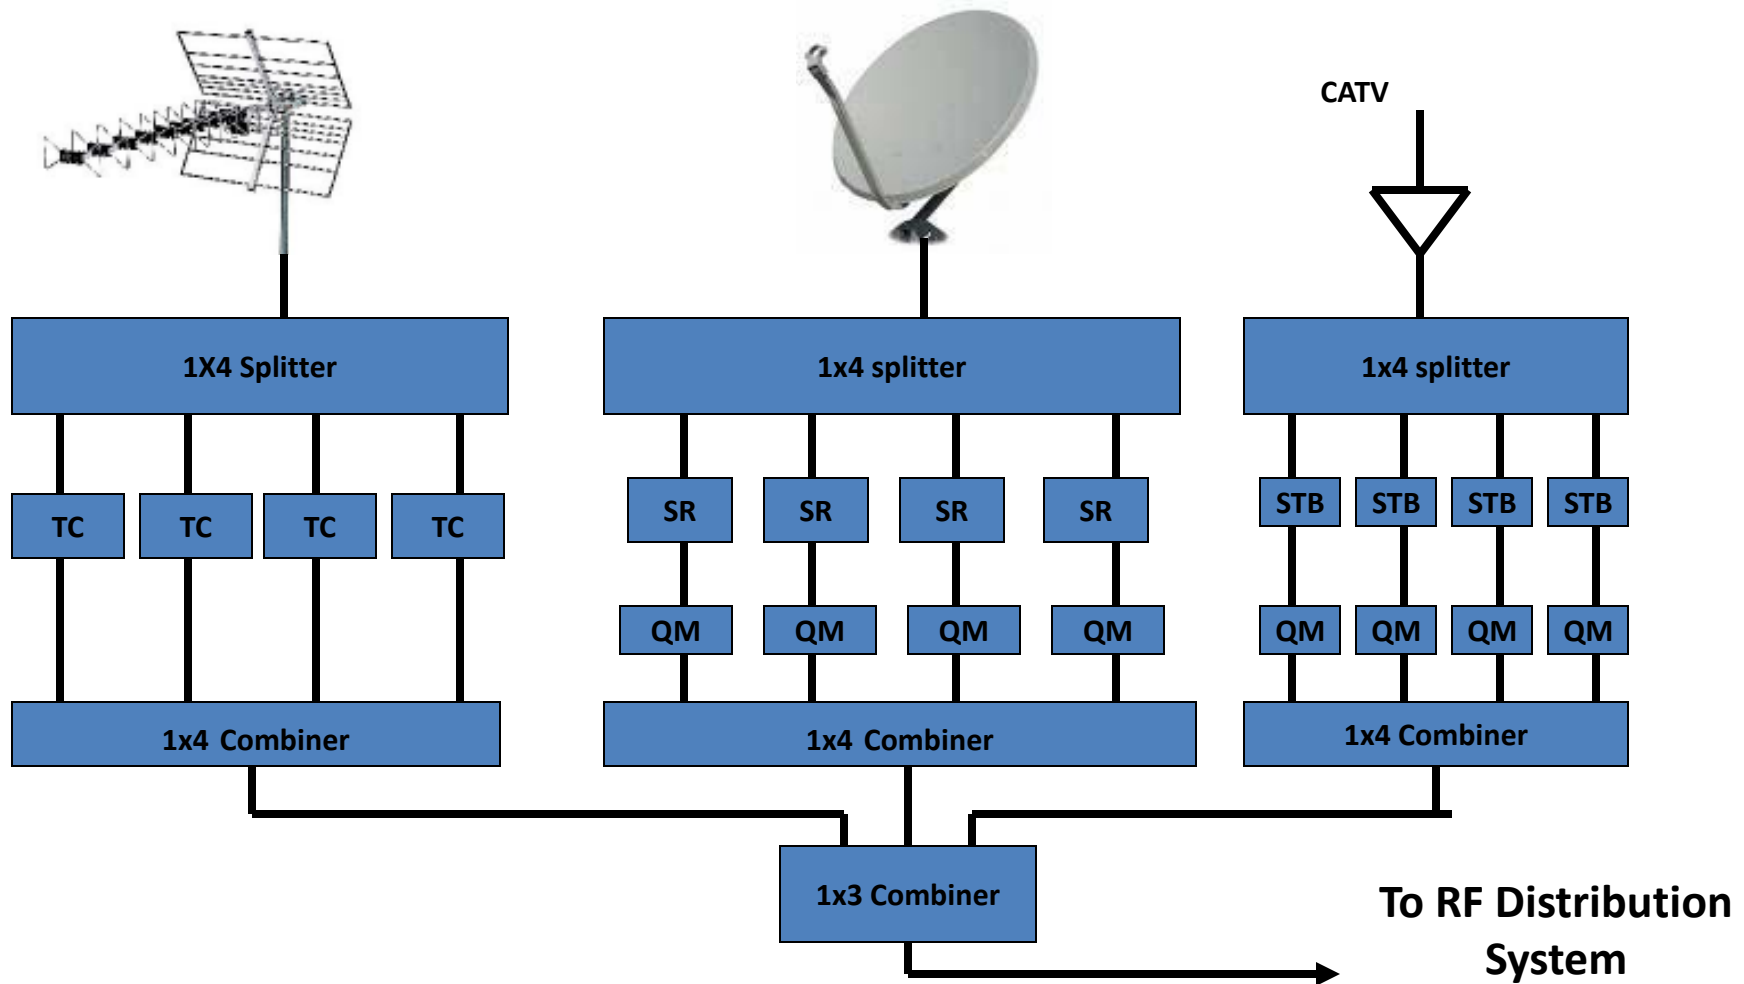 CATV
1X4 Splitter
1x4 splitter
1x4 splitter
TC
TC
TC
TC
SR
SR
SR
SR
STB
STB
STB
STB
QM
QM
QM
QM
QM
QM
QM
QM
1x4 Combiner
1x4 Combiner
1x4 Combiner
1x3 Combiner
To RF Distribution
System